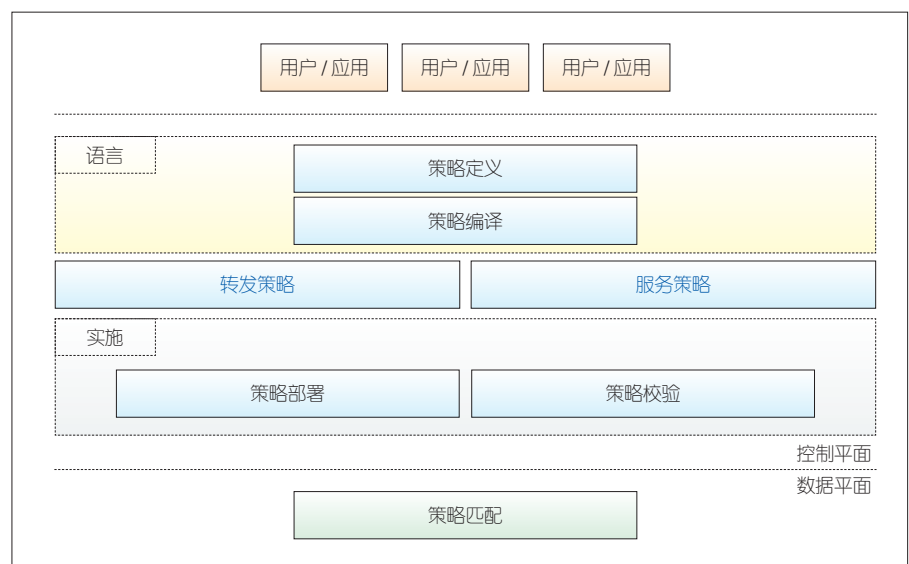 用户 / 应用 用户 / 应用 用户 / 应用
语言
策略定义
策略编译
转发策略 服务策略
实施
策略部署 策略校验
控制平面
数据平面
策略匹配